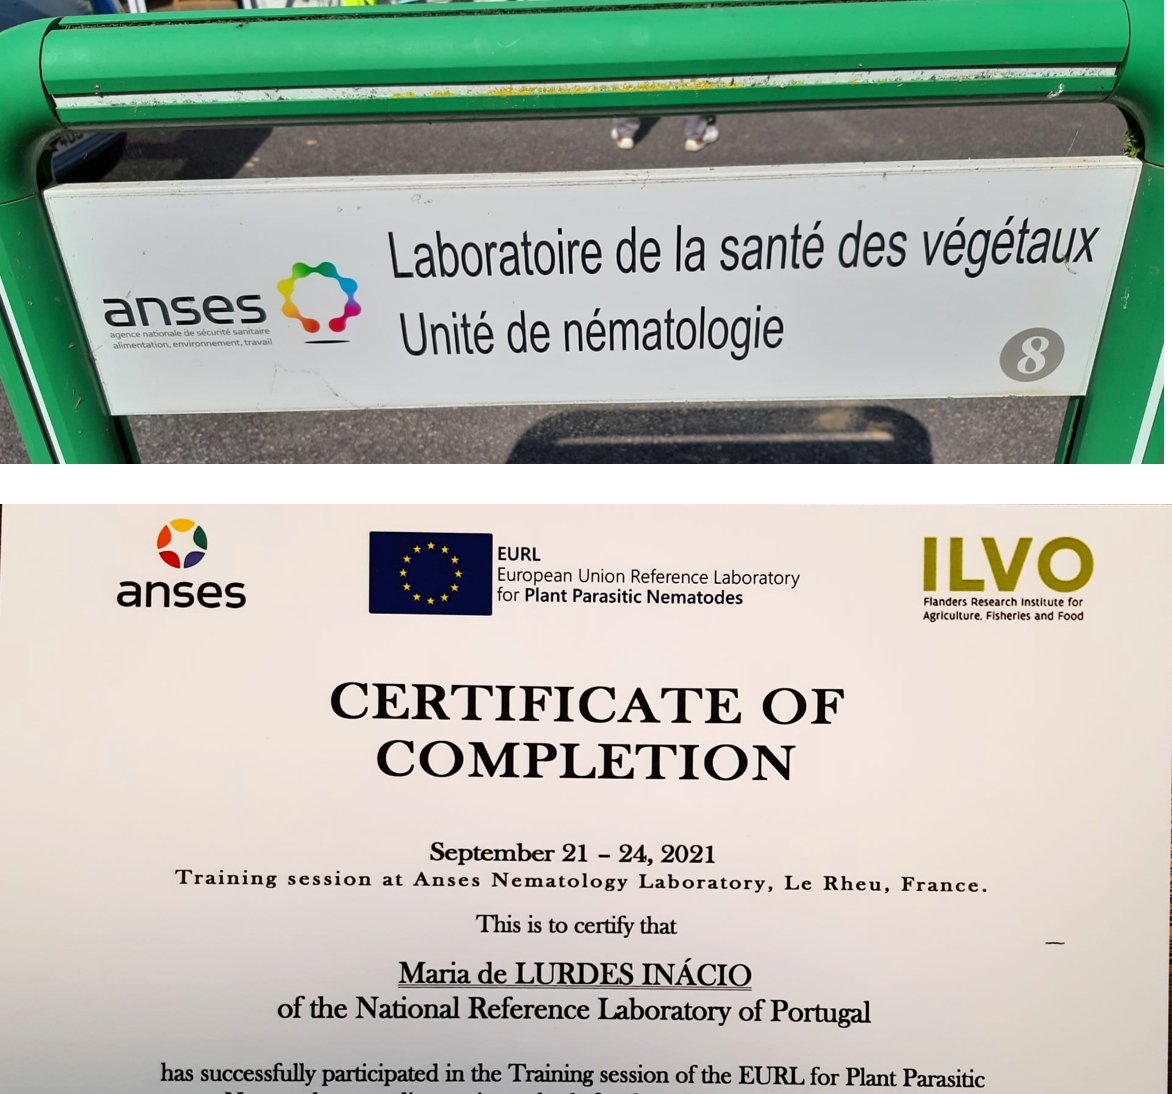 Laboratoire de la santé des végétaux
Unité de nématologie
anses
agence nationale de sécurité sanitaire
alimentation, environnement, travail
8
anses
EURL
European Union Reference Laboratory
for Plant Parasitic Nematodes
ILVO
Flanders Research Institute for
Agriculture, Fisheries and Food
CERTIFICATE OF
COMPLETION
September 21 – 24, 2021
Training session at Anses Nematology Laboratory, Le Rheu, France.
This is to certify that
Maria de LURDES INÁCIO
of the National Reference Laboratory of Portugal
has successfully participated in the Training session of the EURL for Plant Parasitic